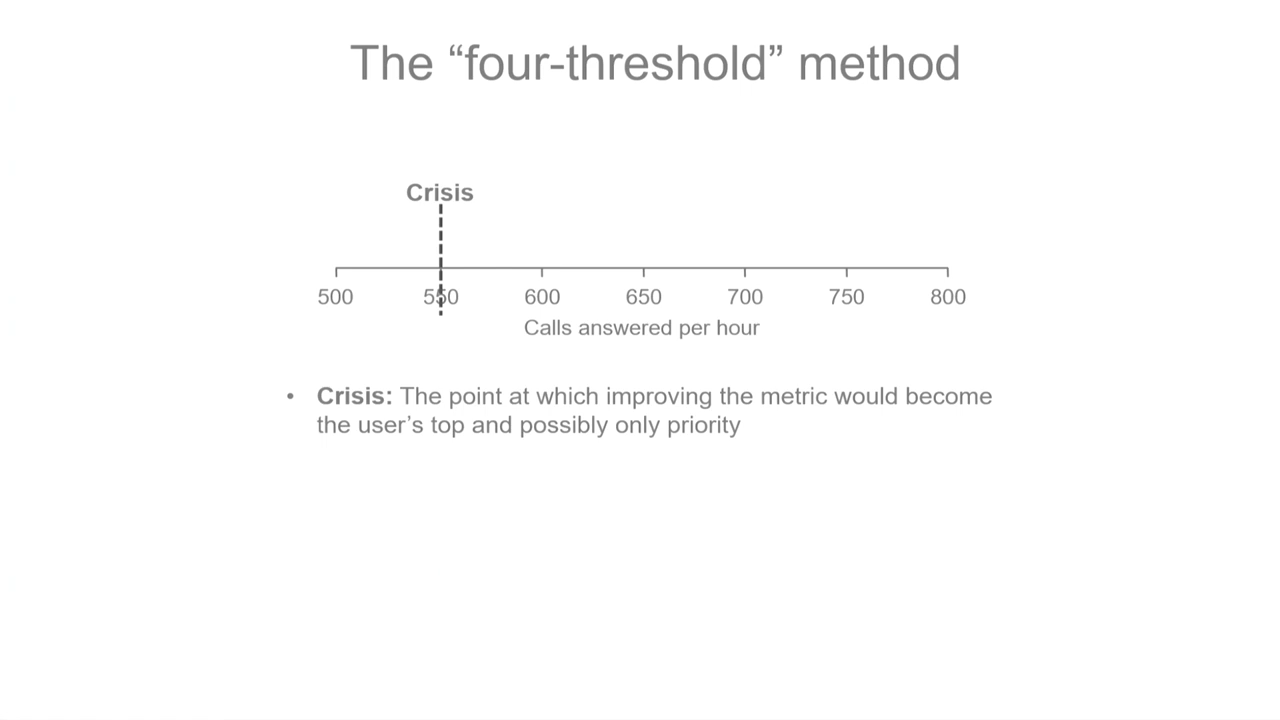 The “four-threshold” method
Crisis
500 550 600 650 700 750 800
Calls answered per hour
• Crisis: The point at which improving the metric would become
the user’s top and possibly only priority